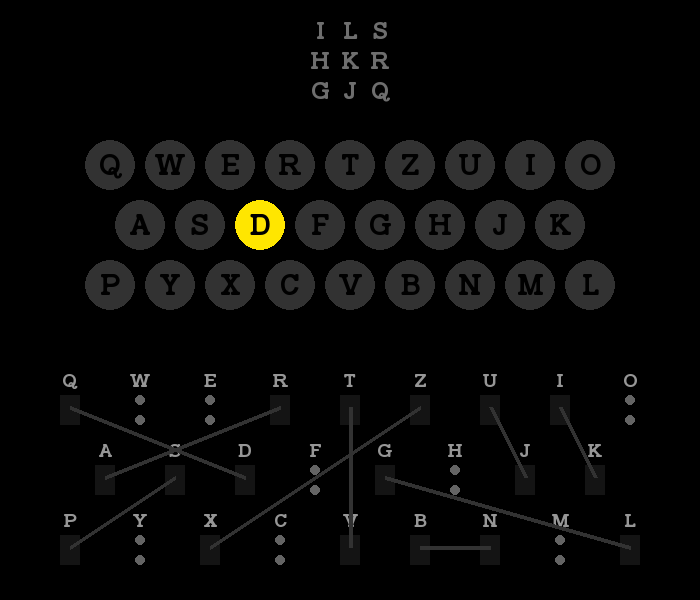 I L S
H K R
G J Q
Q W E R T Z U I O
A S D F G H J K
P Y X C V B N M L
Q W E R T Z U I O
A S D F G H J K
P Y X C V B N M L